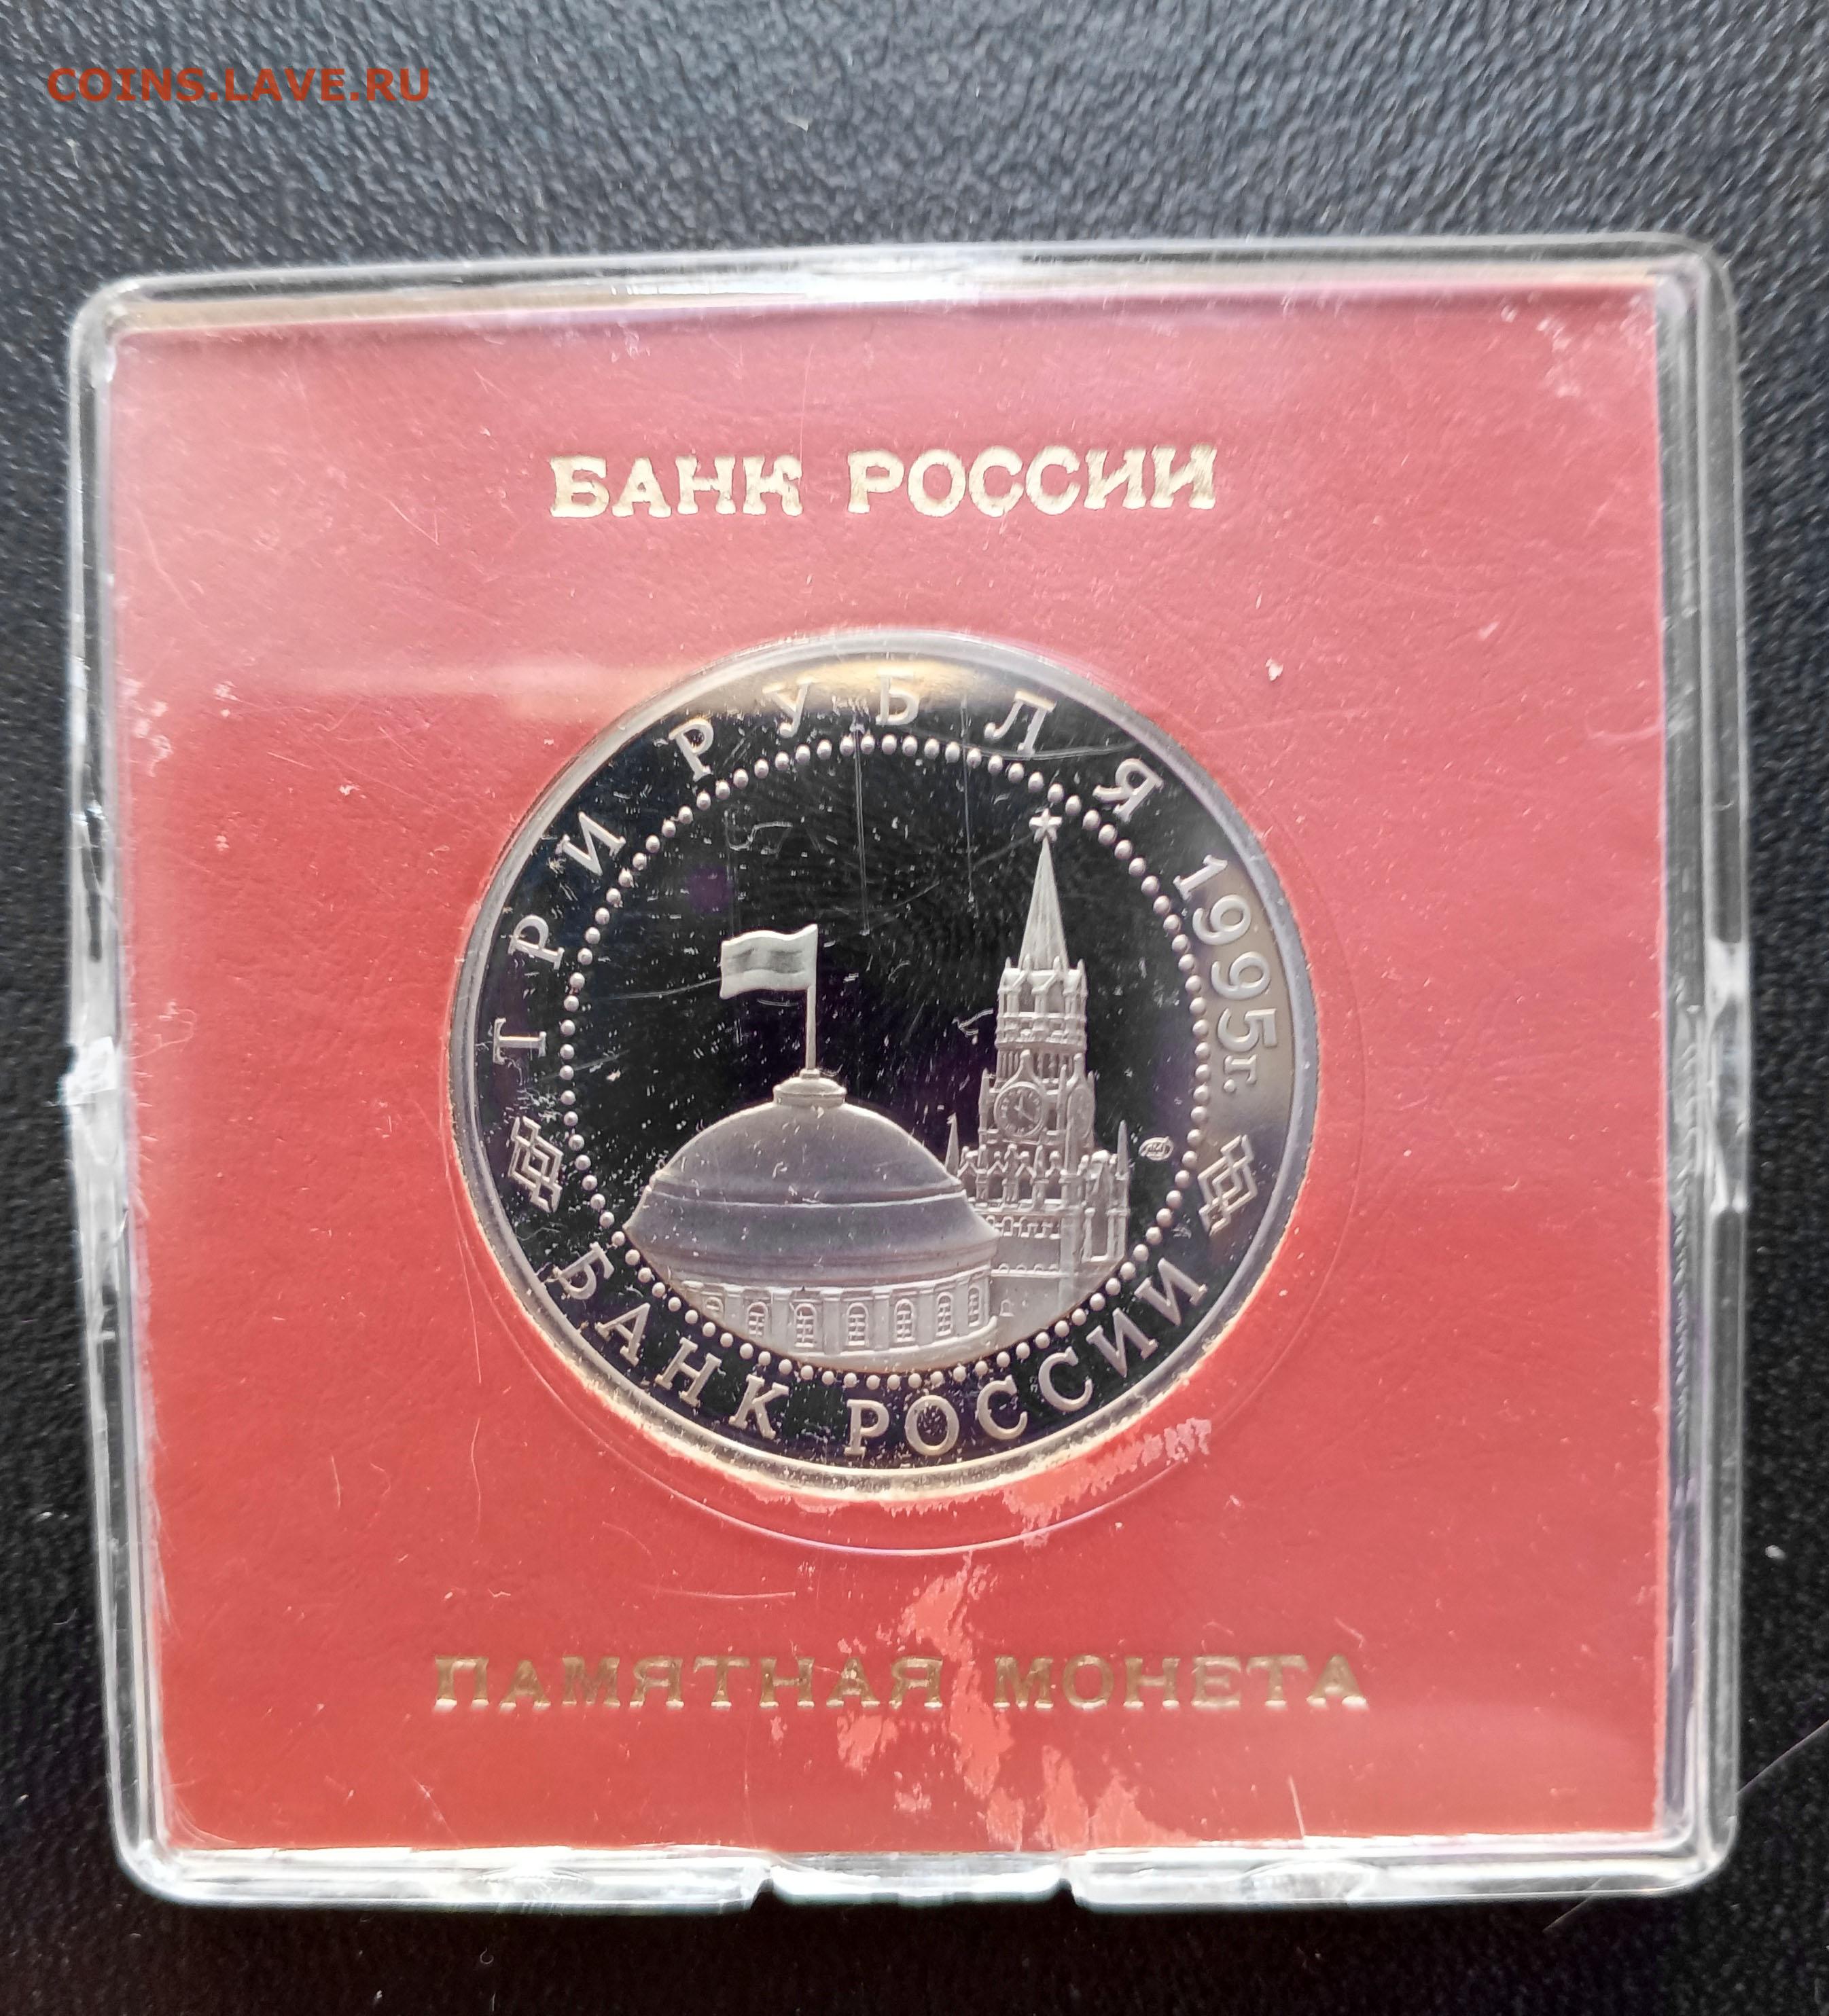 COINS.LAVE.RU
БАНК РОССИИ
ТРИ РУБЛЯ 1995г.
БАНК РОССИИ
ПАМЯТНАЯ МОНЕТА